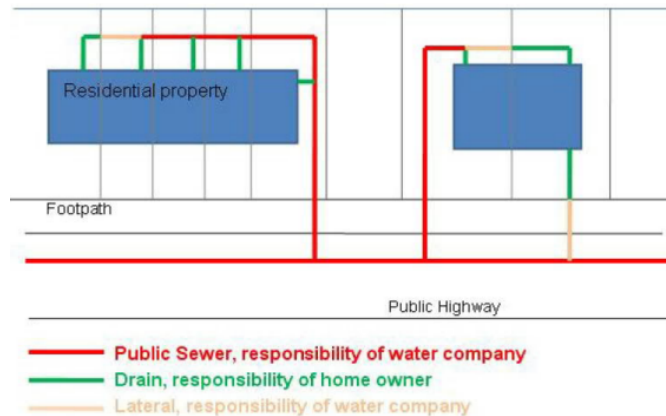 Residential property
Footpath
Public Highway
Public Sewer, responsibility of water company
Drain, responsibility of home owner
Lateral, responsibility of water company